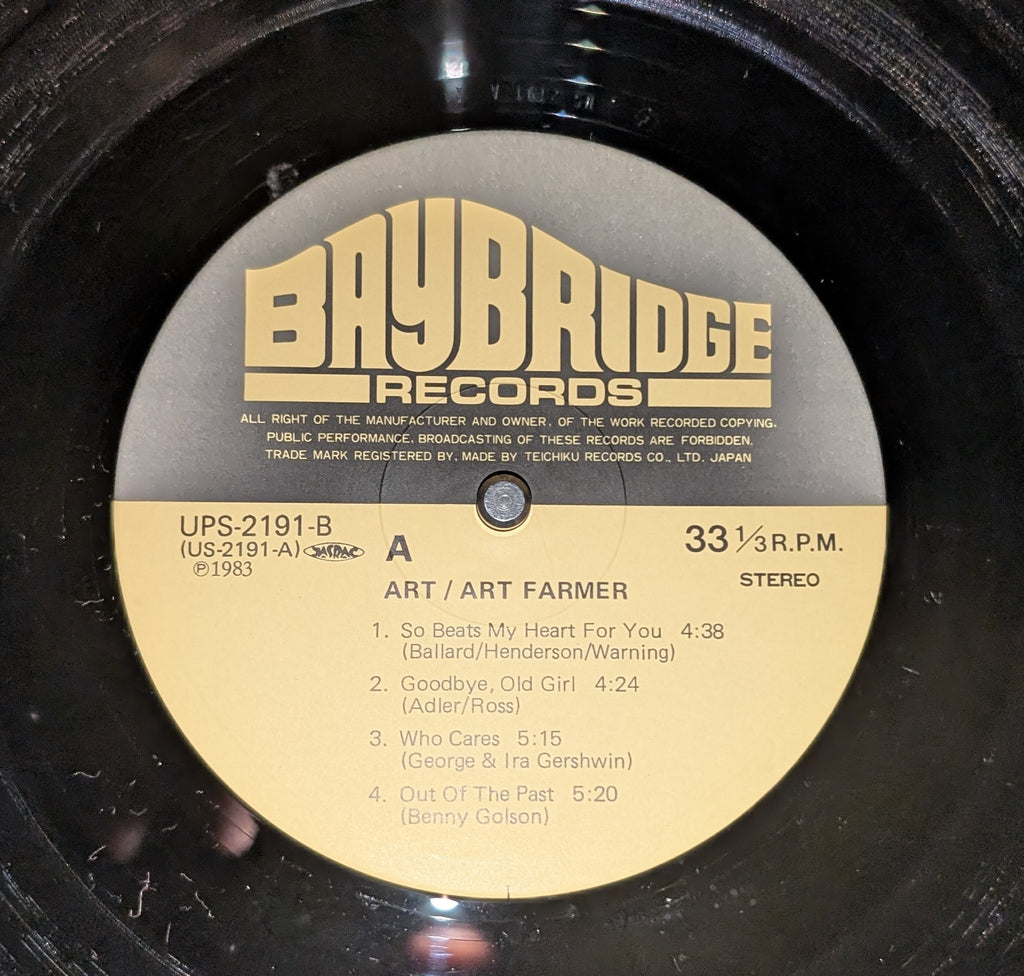 BAYBRIDGE
RECORDS
ALL RIGHT OF THE MANUFACTURER AND OWNER. OF THE WORK RECORDED COPYING.
PUBLIC PERFORMANCE. BROADCASTING OF THESE RECORDS ARE FORBIDDEN.
TRADE MARK REGISTERED BY, MADE BY TEICHIKU RECORDS CO., LTD. JAPAN
UPS-2191-B
(US-2191-A) JASRAC
℗1983
A
33 1/3 R.P.M.
STEREO
ART / ART FARMER
1. So Beats My Heart For You 4:38
(Ballard/Henderson/Warning)
2. Goodbye, Old Girl 4:24
(Adler/Ross)
3. Who Cares 5:15
(George & Ira Gershwin)
4. Out Of The Past 5:20
(Benny Golson)